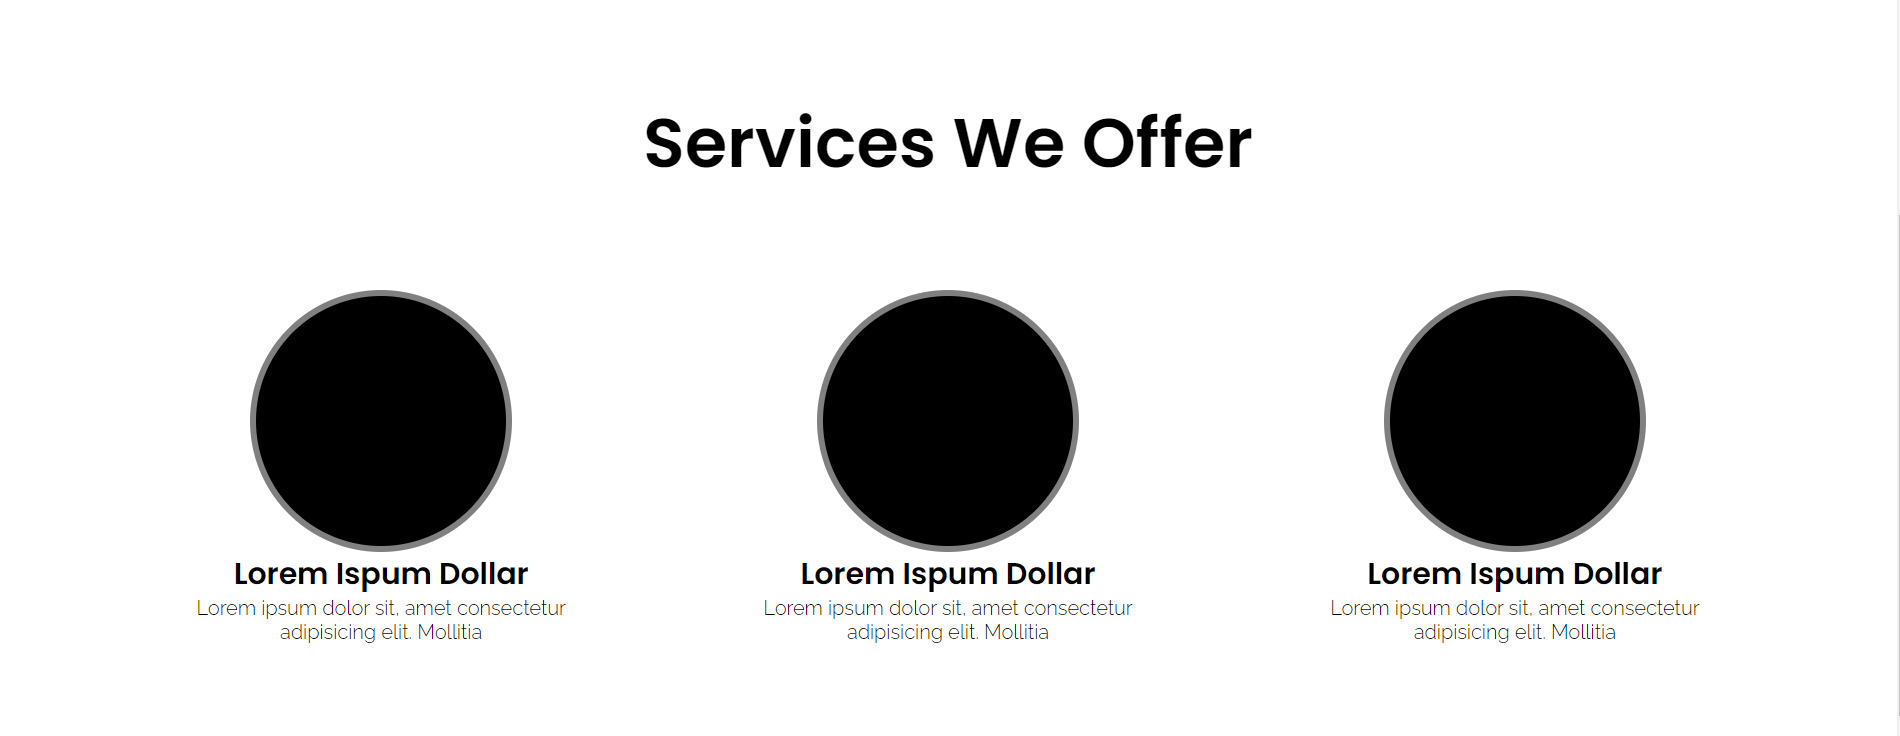 Services We Offer
Lorem Ispum Dollar
Lorem ipsum dolor sit, amet consectetur
adipisicing elit. Mollitia
Lorem Ispum Dollar
Lorem ipsum dolor sit, amet consectetur
adipisicing elit. Mollitia
Lorem Ispum Dollar
Lorem ipsum dolor sit, amet consectetur
adipisicing elit. Mollitia